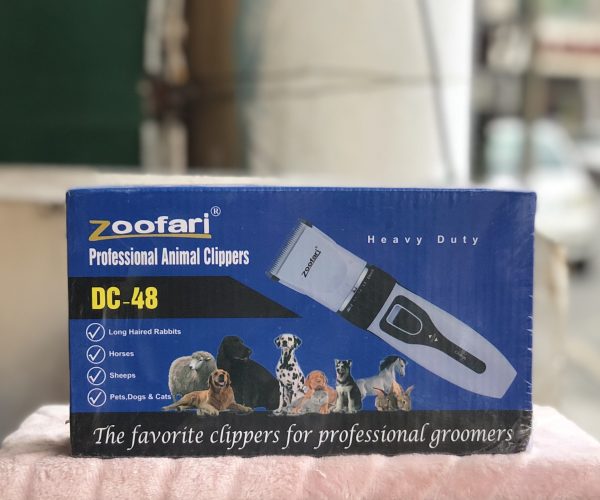 Zoofari®
Professional Animal Clippers
DC-48
Heavy Duty
zoofari
Long Haired Rabbits
Horses
Sheeps
Pets,Dogs & Cats
The favorite clippers for professional groomers